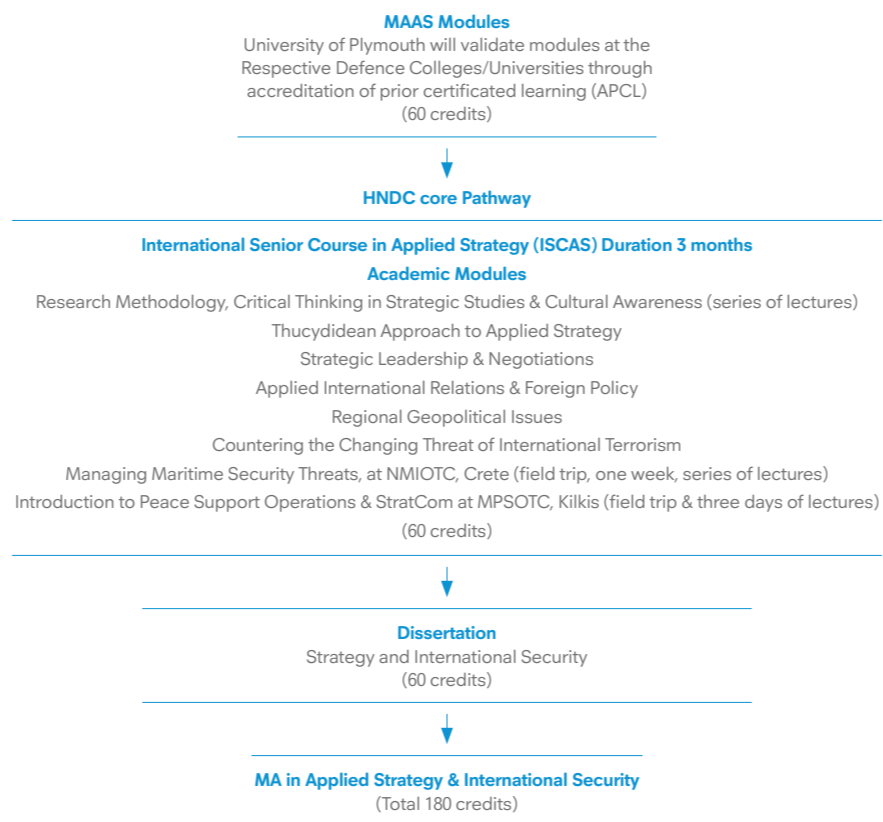 MAAS Modules
University of Plymouth will validate modules at the
Respective Defence Colleges/Universities through
accreditation of prior certificated learning (APCL)
(60 credits)
HNDC core Pathway
International Senior Course in Applied Strategy (ISCAS) Duration 3 months
Academic Modules
Research Methodology, Critical Thinking in Strategic Studies & Cultural Awareness (series of lectures)
Thucydidean Approach to Applied Strategy
Strategic Leadership & Negotiations
Applied International Relations & Foreign Policy
Regional Geopolitical Issues
Countering the Changing Threat of International Terrorism
Managing Maritime Security Threats, at NMIOTC, Crete (field trip, one week, series of lectures)
Introduction to Peace Support Operations & StratCom at MPSOTC, Kilkis (field trip & three days of lectures)
(60 credits)
Dissertation
Strategy and International Security
(60 credits)
MA in Applied Strategy & International Security
(Total 180 credits)